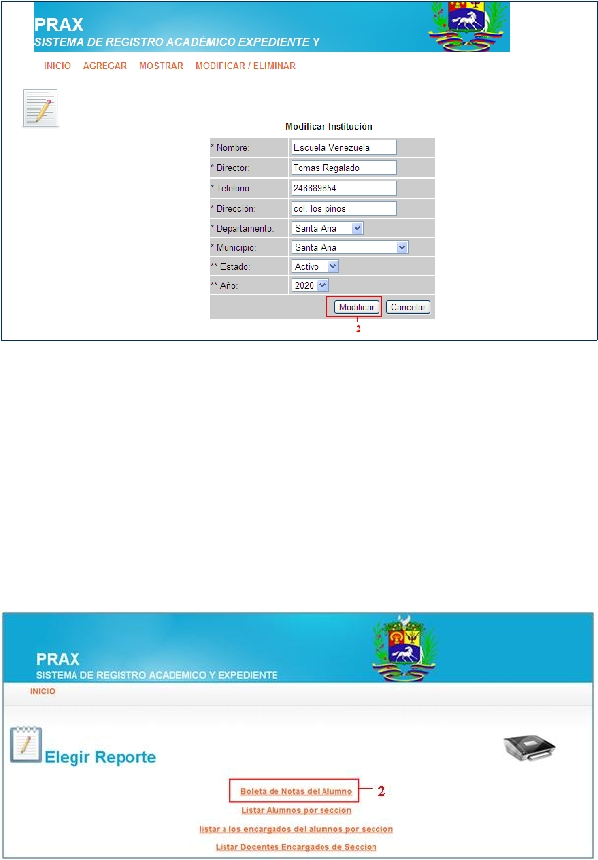 PRAX
SISTEMA DE REGISTRO ACADÉMICO EXPEDIENTE Y
INICIO AGREGAR MOSTRAR MODIFICAR / ELIMINAR
Modificar Institución
* Nombre: Escuela Venezuela
* Director: Tomas Regalado
* Telefono: 248889654
* Dirección: col. los pinos
* Departamento: Santa Ana
* Municipio: Santa Ana
** Estado: Activo
** Año: 2020
Modificar Cancelar
2
PRAX
SISTEMA DE REGISTRO ACADEMICO Y EXPEDIENTE
INICIO
Elegir Reporte
Boleta de Notas del Alumno 2
Listar Alumnos por seccion
listar a los encargados del alumnos por seccion
Listar Docentes Encargados de Seccion